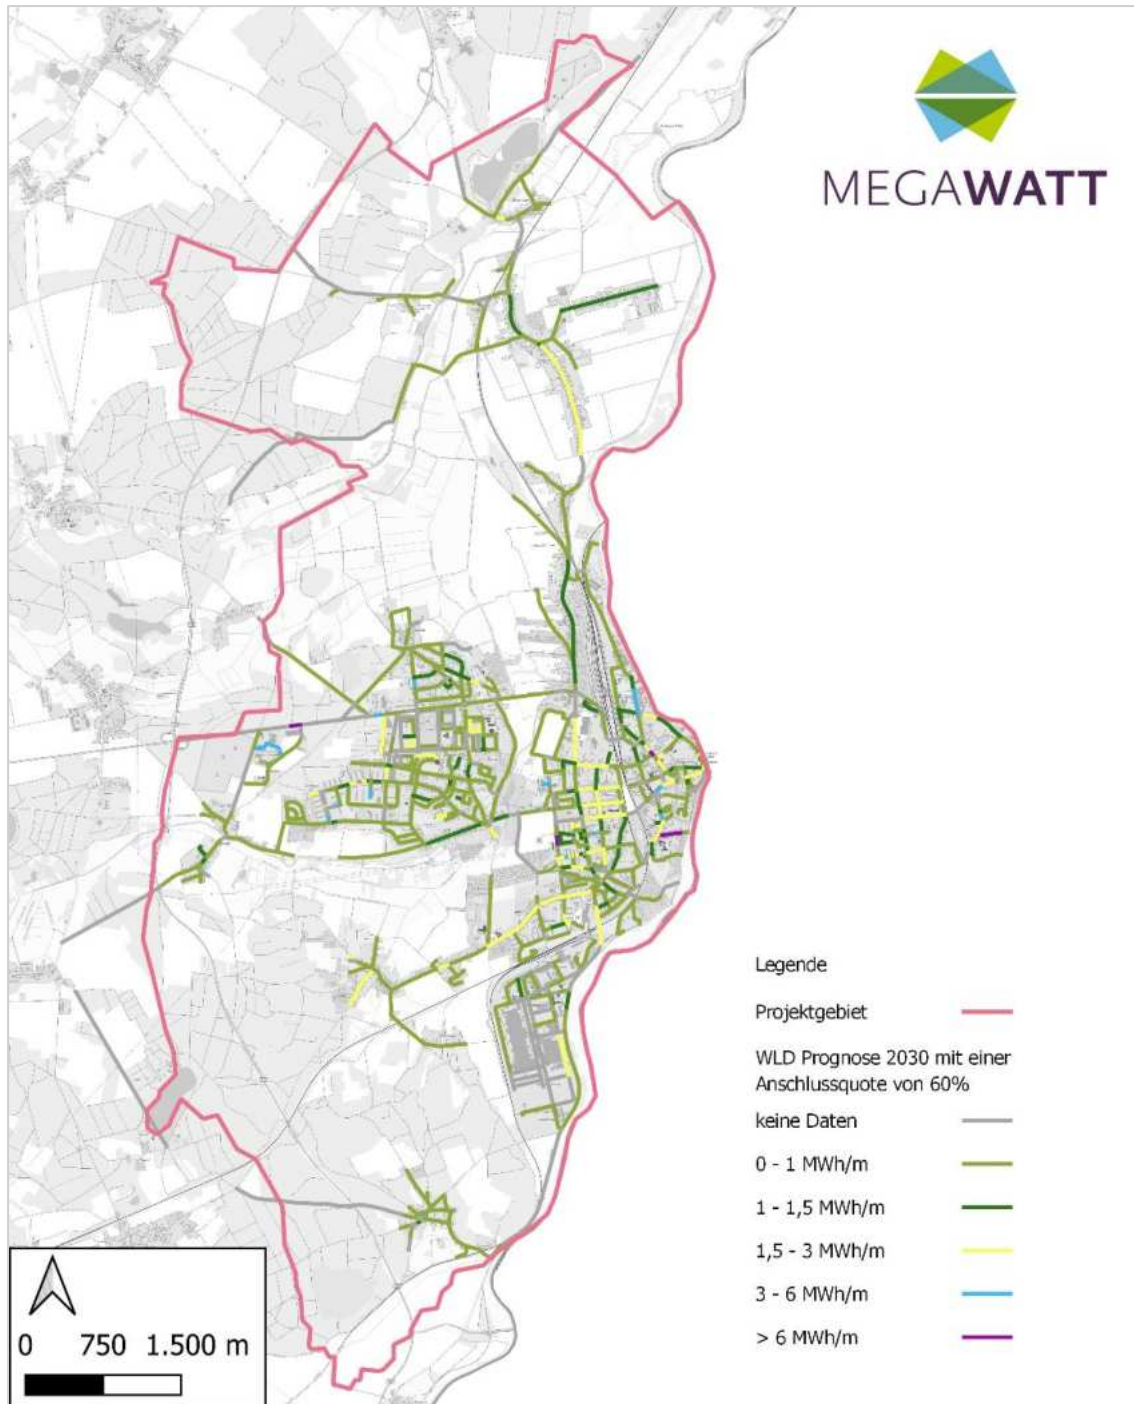 MEGAWATT
Legende
Projektgebiet
WLD Prognose 2030 mit einer
Anschlussquote von 60%
keine Daten
0 - 1 MWh/m
1 - 1,5 MWh/m
1,5 - 3 MWh/m
3 - 6 MWh/m
> 6 MWh/m
0 750 1.500 m